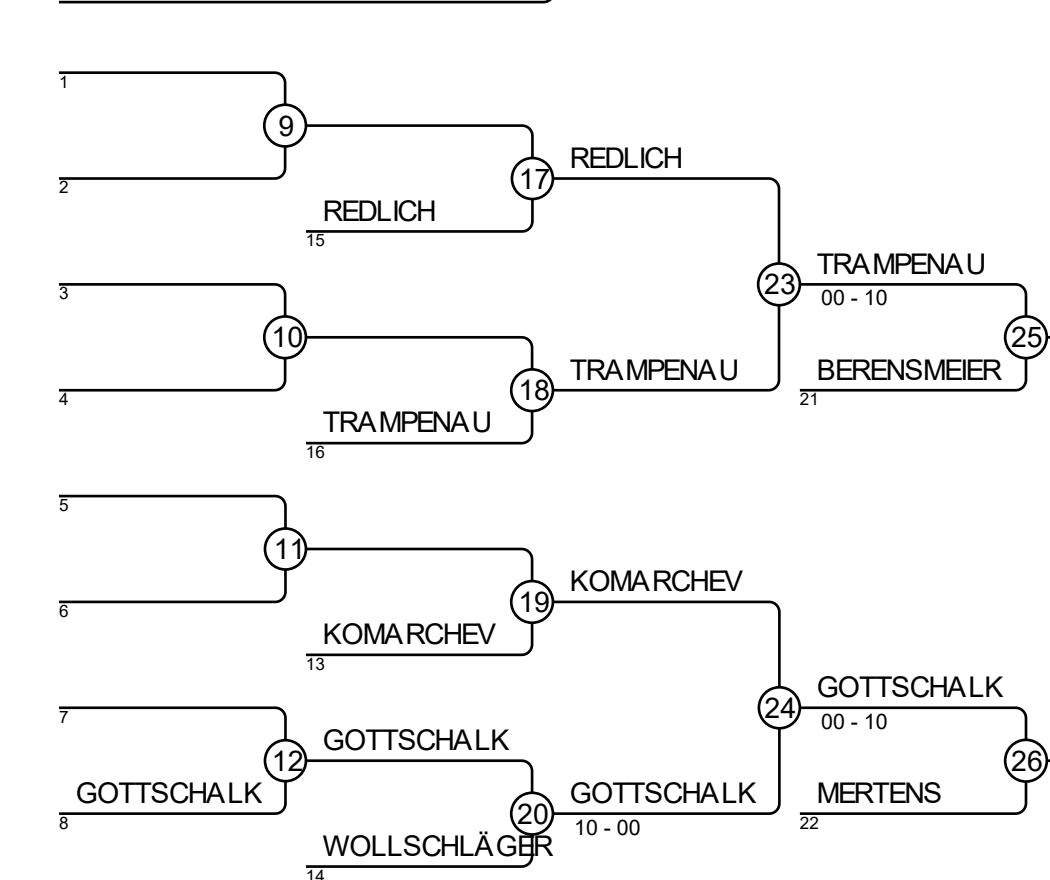 1
9
2
REDLICH
17
REDLICH
15
3
TRAMPENAU
23
00 - 10
10
25
4
TRAMPENAU
18
BERENSMEIER
21
TRAMPENAU
16
5
11
6
KOMARCHEV
19
KOMARCHEV
13
7
GOTTSCHALK
24
00 - 10
12
GOTTSCHALK
26
GOTTSCHALK
8
20
GOTTSCHALK
10 - 00
MERTENS
22
WOLLSCHLÄGER
14